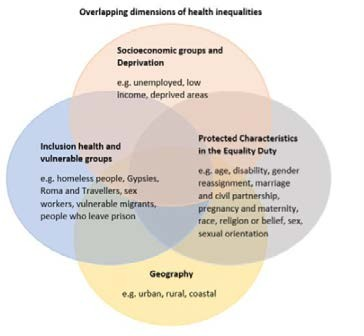 Overlapping dimensions of health inequalities
Socioeconomic groups and
Deprivation
e.g. unemployed, low
income, deprived areas
Inclusion health and
vulnerable groups
e.g. homeless people, Gypsies,
Roma and Travellers, sex
workers, vulnerable migrants,
people who leave prison
Protected Characteristics
in the Equality Duty
e.g. age, disability, gender
reassignment, marriage
and civil partnership,
pregnancy and maternity,
race, religion or belief, sex,
sexual orientation
Geography
e.g. urban, rural, coastal